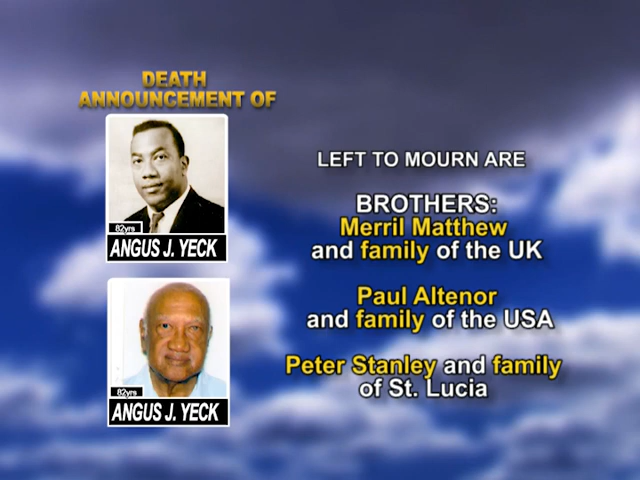 DEATH
ANNOUNCEMENT OF
82yrs
ANGUS J. YECK
82yrs
ANGUS J. YECK
LEFT TO MOURN ARE
BROTHERS:
Merril Matthew
and family of the UK
Paul Altenor
and family of the USA
Peter Stanley and family
of St. Lucia